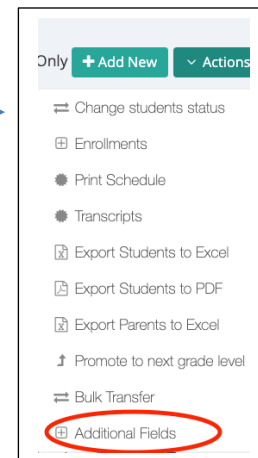 Only + Add New Actions
Change students status
Enrollments
Print Schedule
Transcripts
Export Students to Excel
Export Students to PDF
Export Parents to Excel
Promote to next grade level
Bulk Transfer
Additional Fields